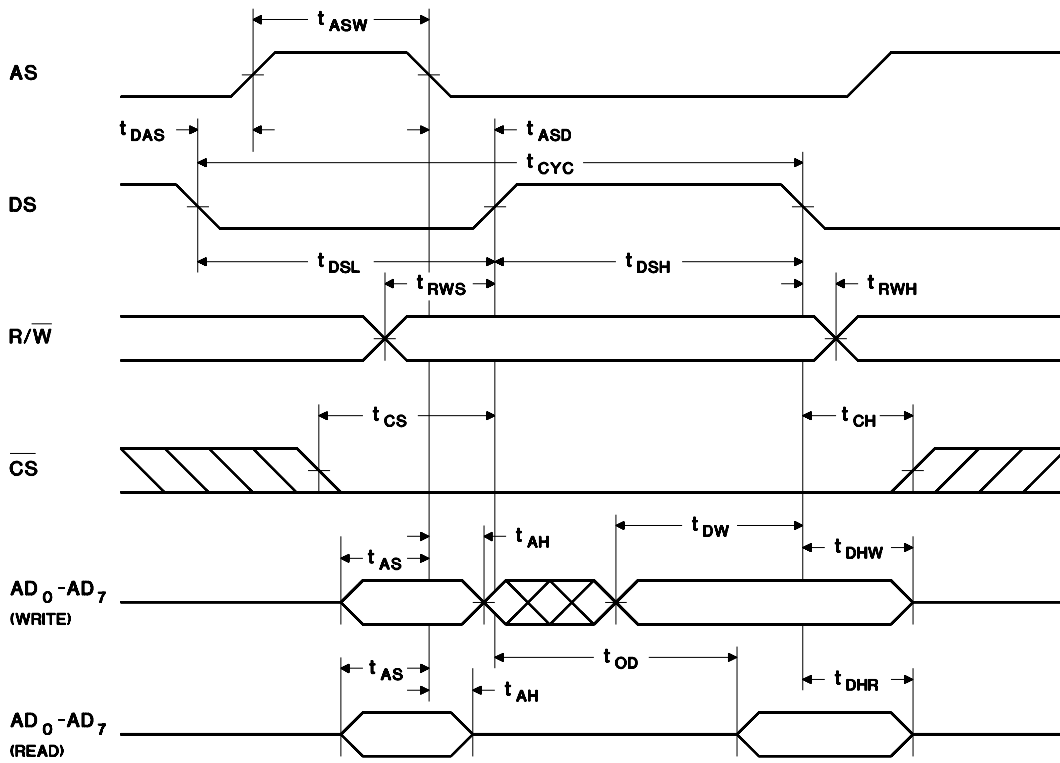 t ASW
AS
t DAS
t ASD
t CYC
DS
t DSL
t DSH
t RWS
t RWH
R/W̅
t CS
t CH
C̅S̅
t DW
t AH
t AS
t DHW
AD 0 -AD 7
(WRITE)
t OD
t AS
t AH
t DHR
AD 0 -AD 7
(READ)